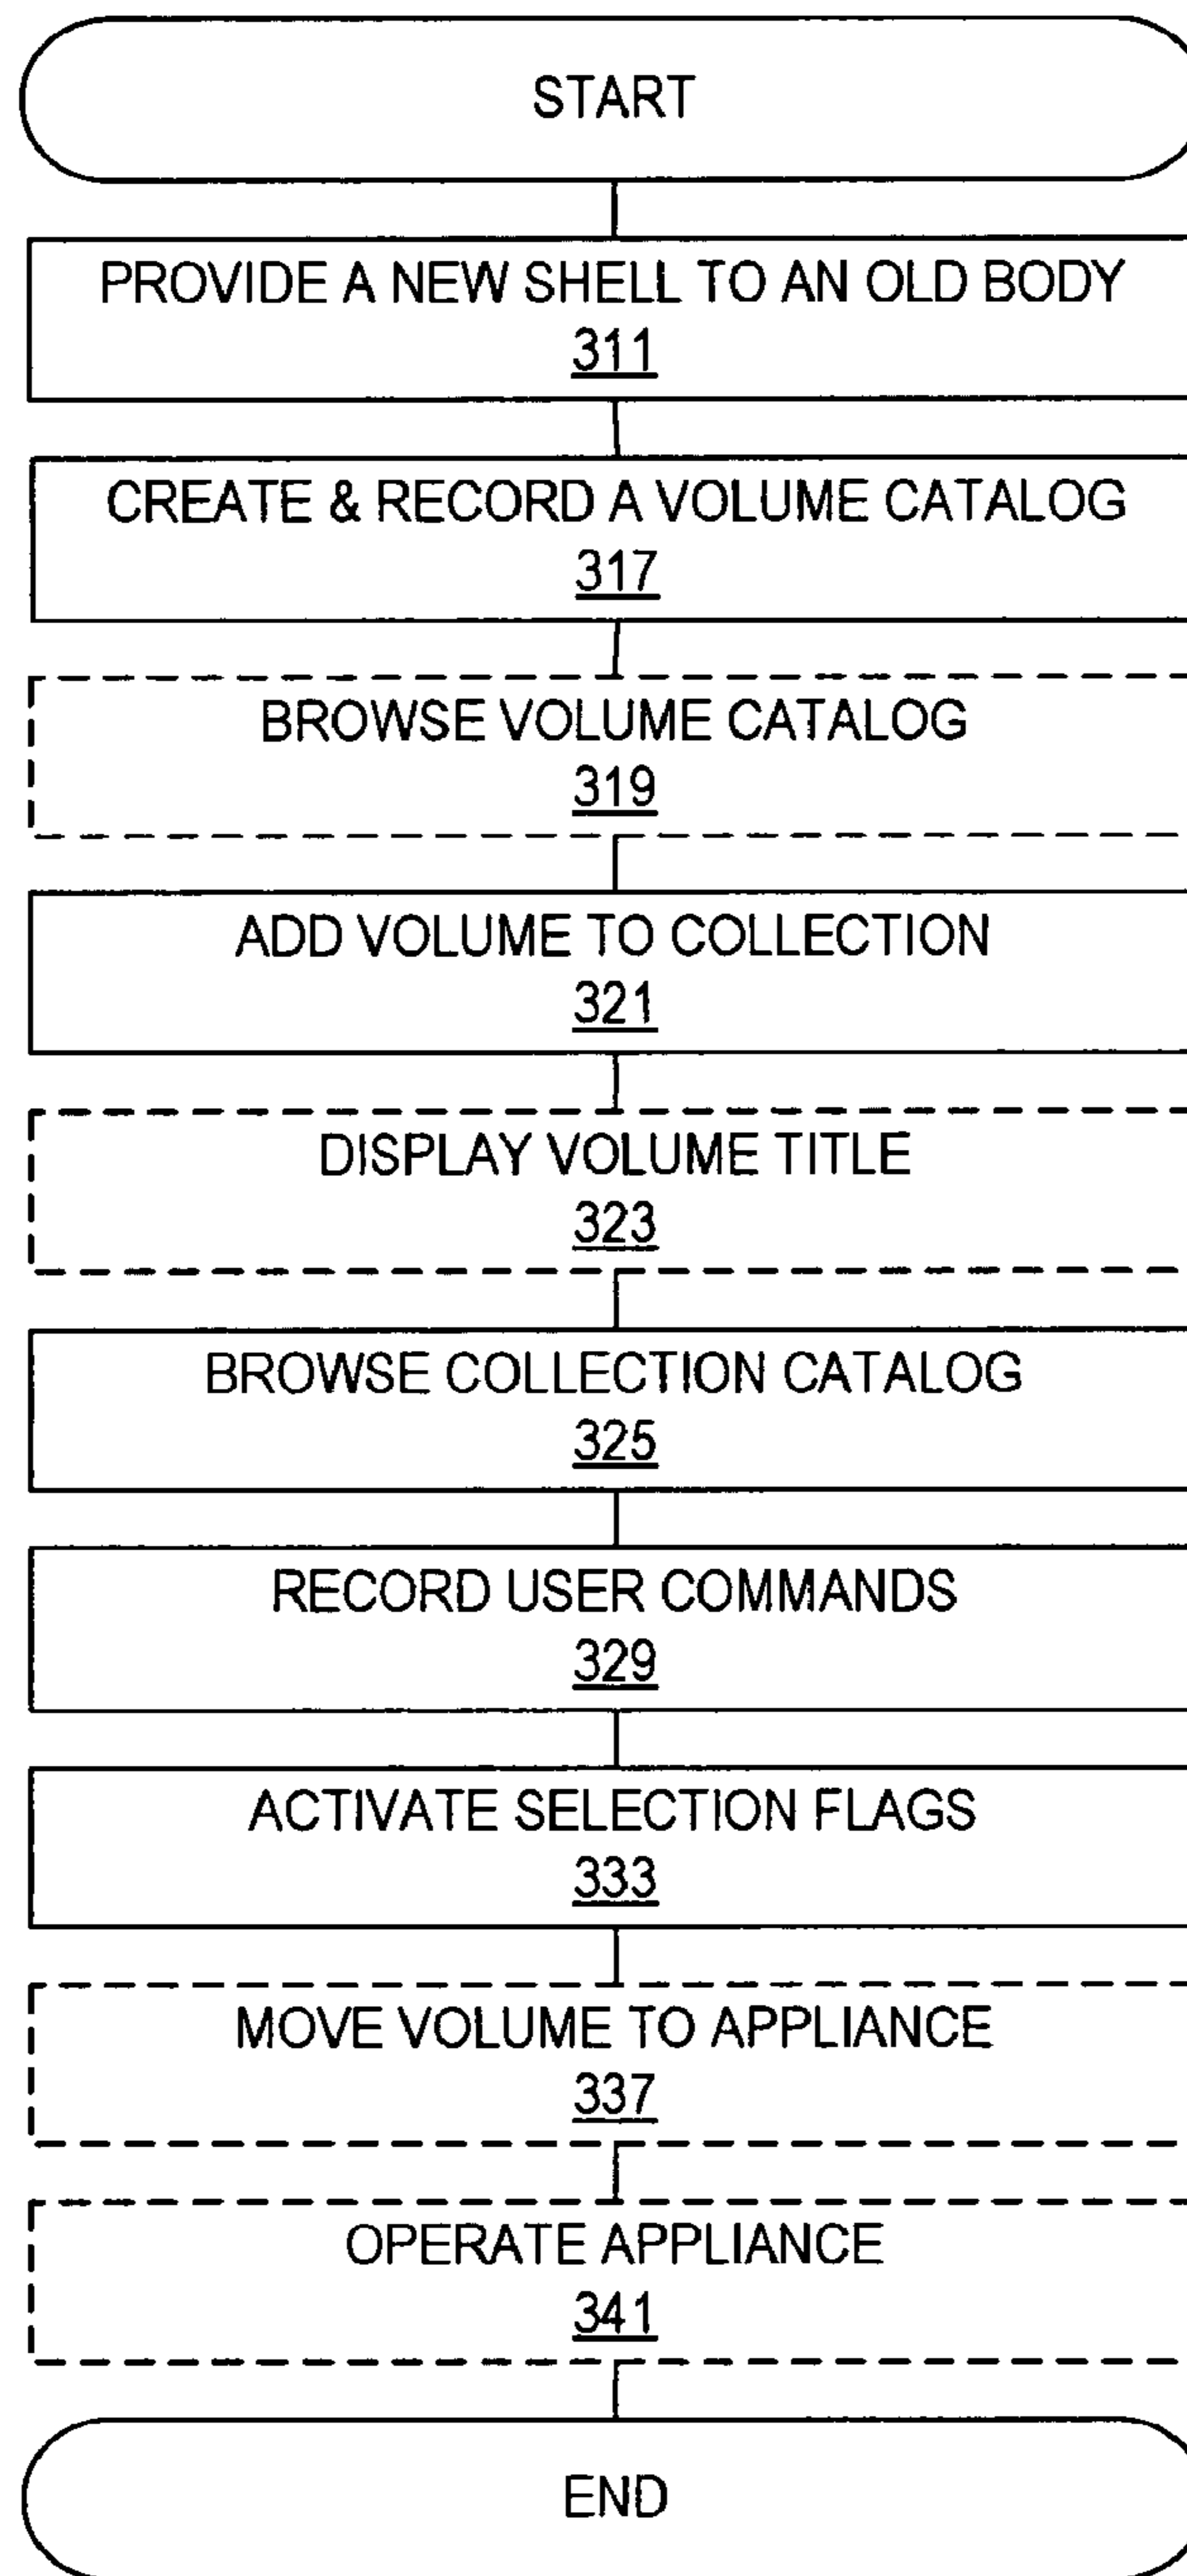 START
PROVIDE A NEW SHELL TO AN OLD BODY
311
CREATE & RECORD A VOLUME CATALOG
317
BROWSE VOLUME CATALOG
319
ADD VOLUME TO COLLECTION
321
DISPLAY VOLUME TITLE
323
BROWSE COLLECTION CATALOG
325
RECORD USER COMMANDS
329
ACTIVATE SELECTION FLAGS
333
MOVE VOLUME TO APPLIANCE
337
OPERATE APPLIANCE
341
END